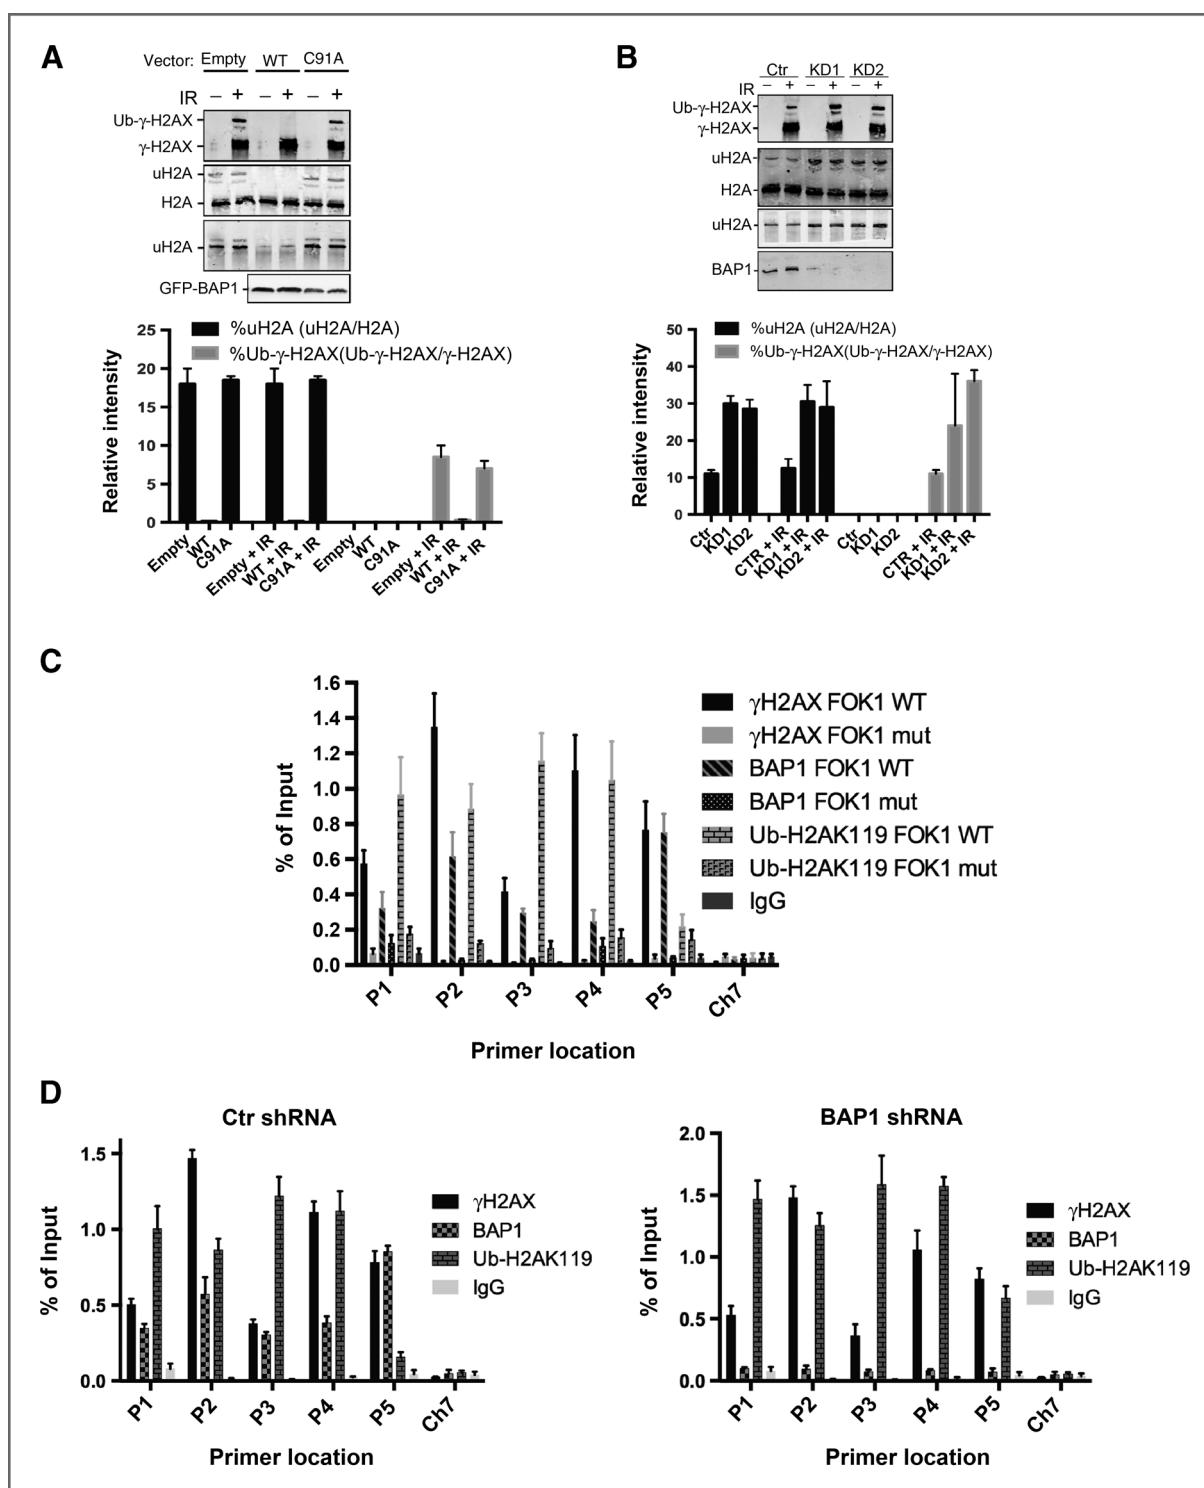 A
Vector: Empty WT C91A
IR – + – + – +
Ub-γ-H2AX
γ-H2AX
uH2A
H2A
uH2A
GFP-BAP1
%uH2A (uH2A/H2A)
%Ub-γ-H2AX(Ub-γ-H2AX/γ-H2AX)
Relative intensity
25
20
15
10
5
0
Empty WT C91A Empty + IR WT + IR C91A + IR Empty WT C91A Empty + IR WT + IR C91A + IR
B
Ctr KD1 KD2
IR – + – + – +
Ub-γ-H2AX
γ-H2AX
uH2A
H2A
uH2A
BAP1
%uH2A (uH2A/H2A)
%Ub-γ-H2AX(Ub-γ-H2AX/γ-H2AX)
Relative intensity
50
40
30
20
10
0
Ctr KD1 KD2 CTR + IR KD1 + IR KD2 + IR Ctr KD1 KD2 CTR + IR KD1 + IR KD2 + IR
C
% of Input
1.6
1.4
1.2
1.0
0.8
0.6
0.4
0.2
0.0
γH2AX FOK1 WT
γH2AX FOK1 mut
BAP1 FOK1 WT
BAP1 FOK1 mut
Ub-H2AK119 FOK1 WT
Ub-H2AK119 FOK1 mut
IgG
P1 P2 P3 P4 P5 Ch7
Primer location
D
Ctr shRNA
% of Input
1.5
1.0
0.5
0.0
γH2AX
BAP1
Ub-H2AK119
IgG
P1 P2 P3 P4 P5 Ch7
Primer location
BAP1 shRNA
% of Input
2.0
1.5
1.0
0.5
0.0
γH2AX
BAP1
Ub-H2AK119
IgG
P1 P2 P3 P4 P5 Ch7
Primer location